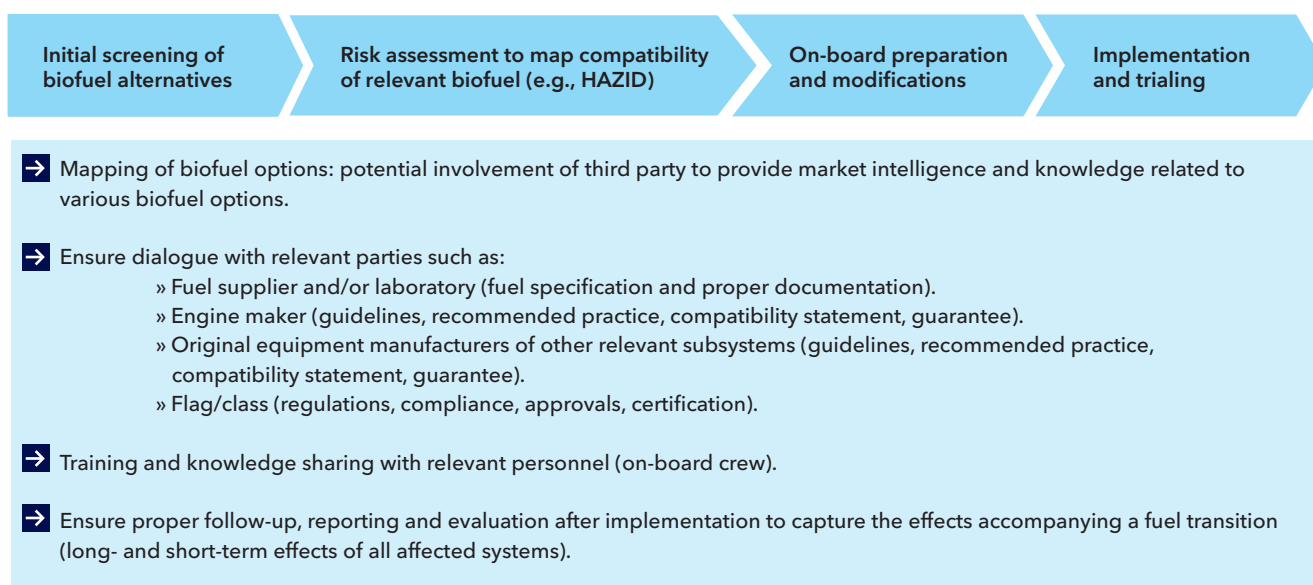 Initial screening of
biofuel alternatives
Risk assessment to map compatibility
of relevant biofuel (e.g., HAZID)
On-board preparation
and modifications
Implementation
and trialing
→ Mapping of biofuel options: potential involvement of third party to provide market intelligence and knowledge related to
various biofuel options.
→ Ensure dialogue with relevant parties such as:
» Fuel supplier and/or laboratory (fuel specification and proper documentation).
» Engine maker (guidelines, recommended practice, compatibility statement, guarantee).
» Original equipment manufacturers of other relevant subsystems (guidelines, recommended practice,
compatibility statement, guarantee).
» Flag/class (regulations, compliance, approvals, certification).
→ Training and knowledge sharing with relevant personnel (on-board crew).
→ Ensure proper follow-up, reporting and evaluation after implementation to capture the effects accompanying a fuel transition
(long- and short-term effects of all affected systems).